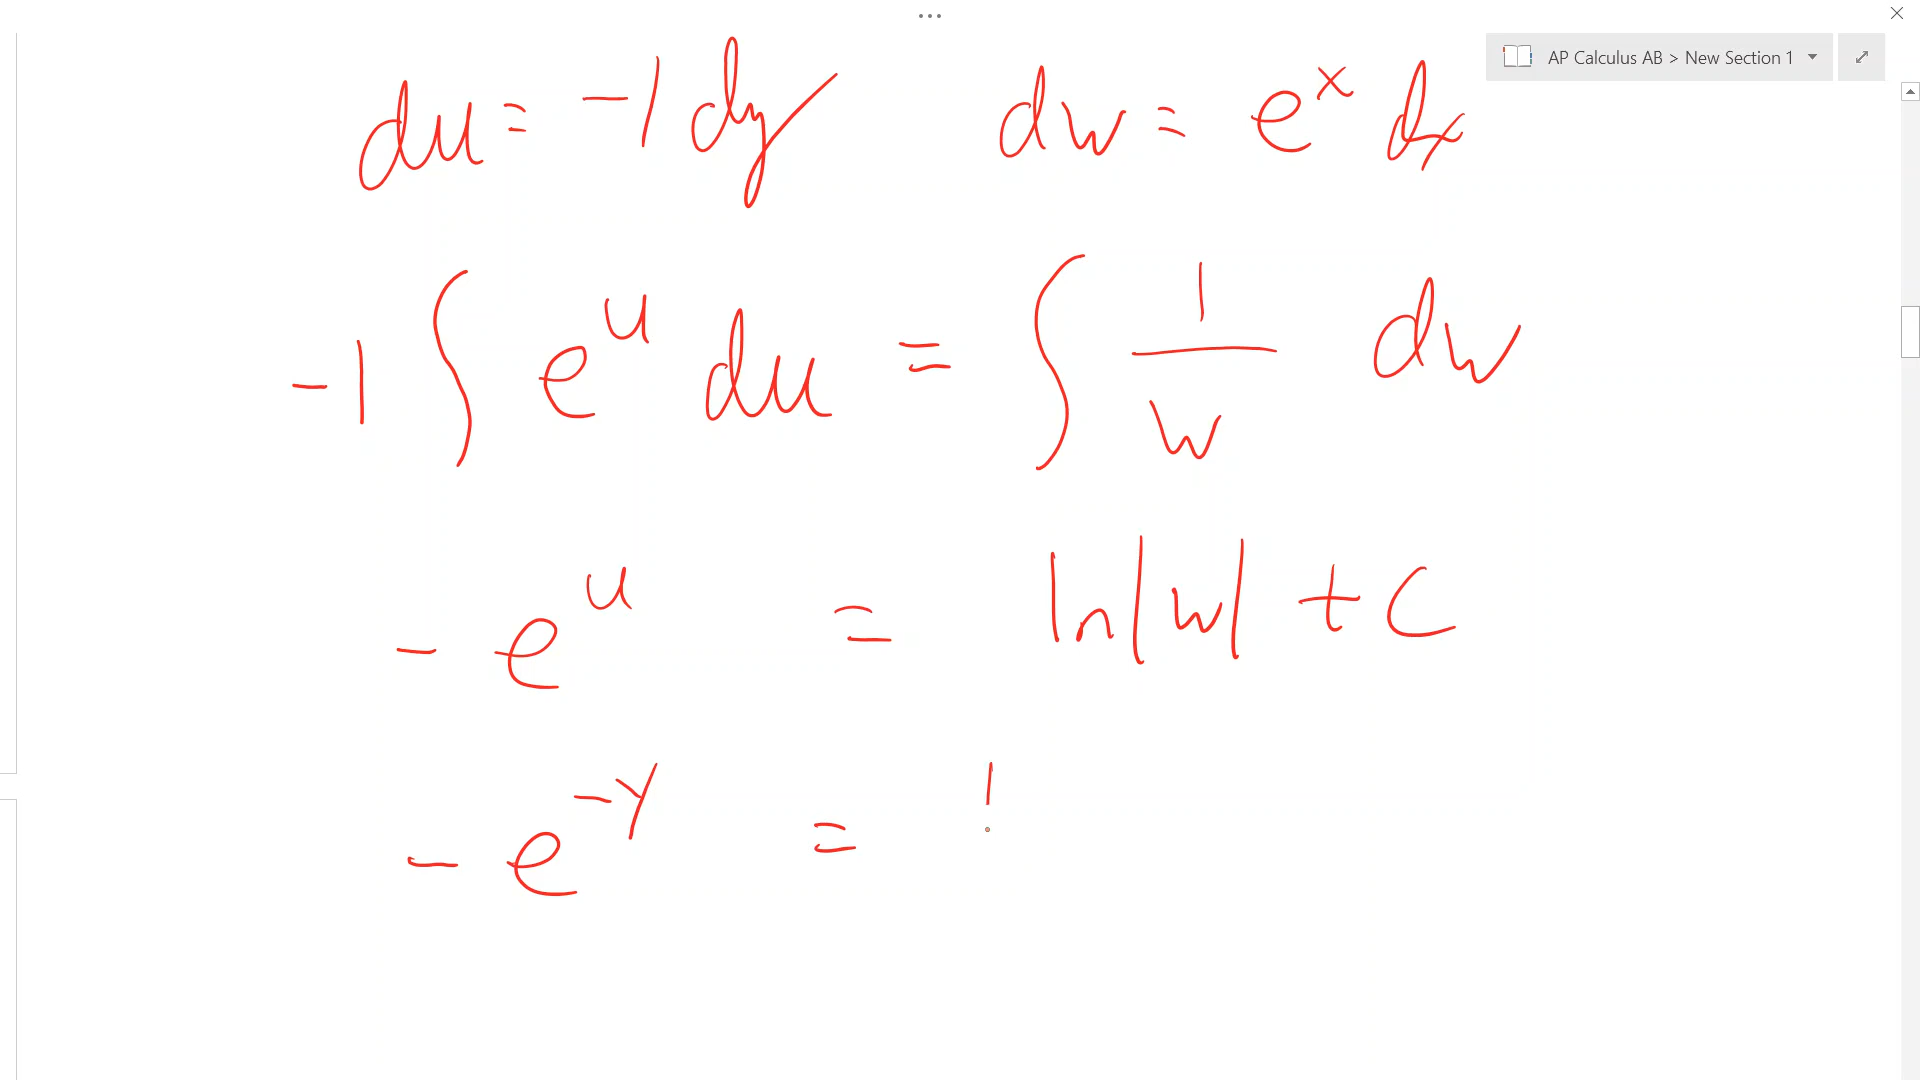 ...
AP Calculus AB > New Section 1
du = -1 dy dw = e^x dx
-1 ∫ e^u du = ∫ 1/w dw
- e^u = ln|w| + C
- e^-y = l